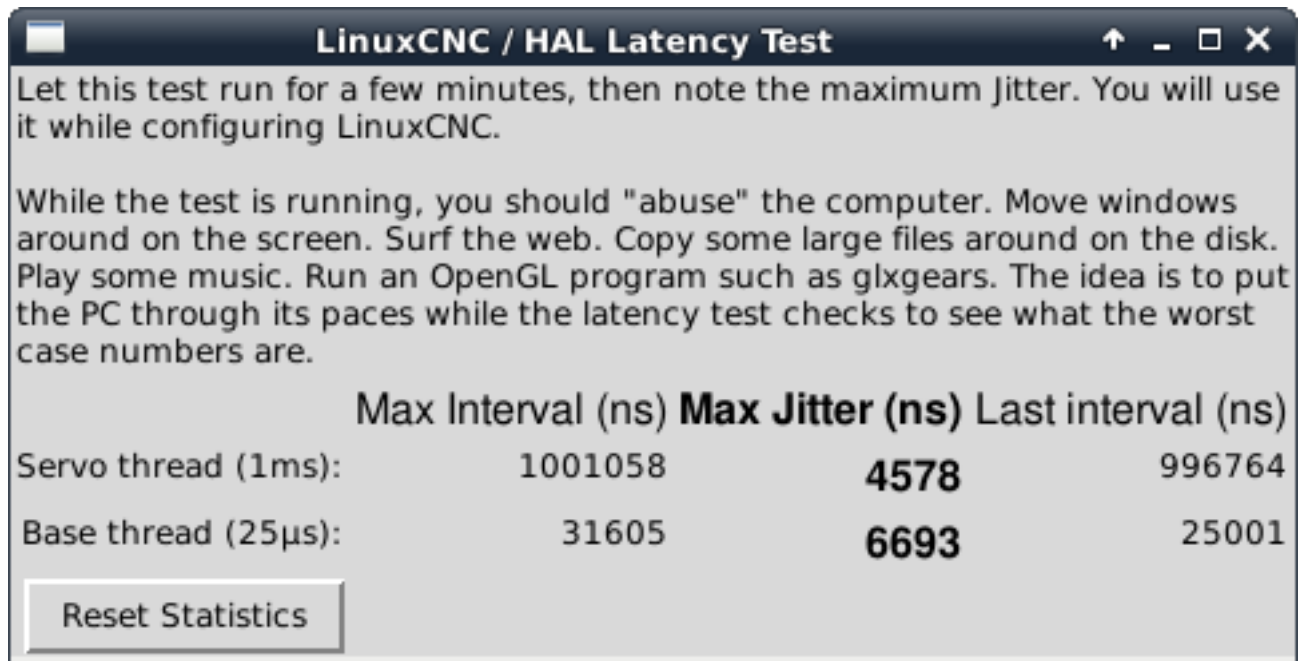 LinuxCNC / HAL Latency Test
Let this test run for a few minutes, then note the maximum Jitter. You will use
it while configuring LinuxCNC.
While the test is running, you should "abuse" the computer. Move windows
around on the screen. Surf the web. Copy some large files around on the disk.
Play some music. Run an OpenGL program such as glxgears. The idea is to put
the PC through its paces while the latency test checks to see what the worst
case numbers are.
Max Interval (ns) Max Jitter (ns) Last interval (ns)
Servo thread (1ms): 1001058 4578 996764
Base thread (25µs): 31605 6693 25001
Reset Statistics